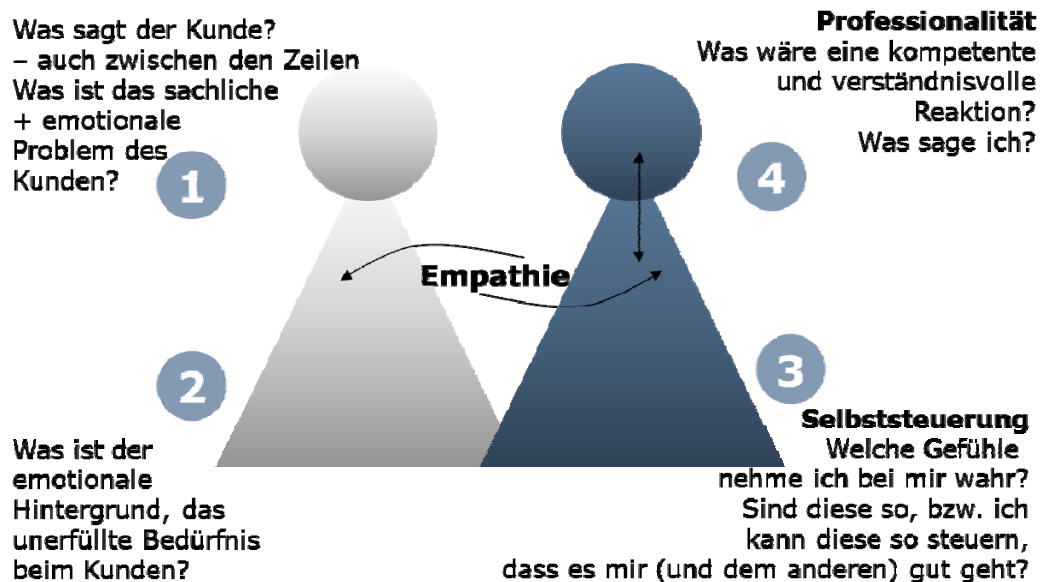 Was sagt der Kunde?
– auch zwischen den Zeilen
Was ist das sachliche
+ emotionale
Problem des
Kunden?
1
Professionalität
Was wäre eine kompetente
und verständnisvolle
Reaktion?
Was sage ich?
4
Empathie
2
Was ist der
emotionale
Hintergrund, das
unerfüllte Bedürfnis
beim Kunden?
3
Selbststeuerung
Welche Gefühle
nehme ich bei mir wahr?
Sind diese so, bzw. ich
kann diese so steuern,
dass es mir (und dem anderen) gut geht?